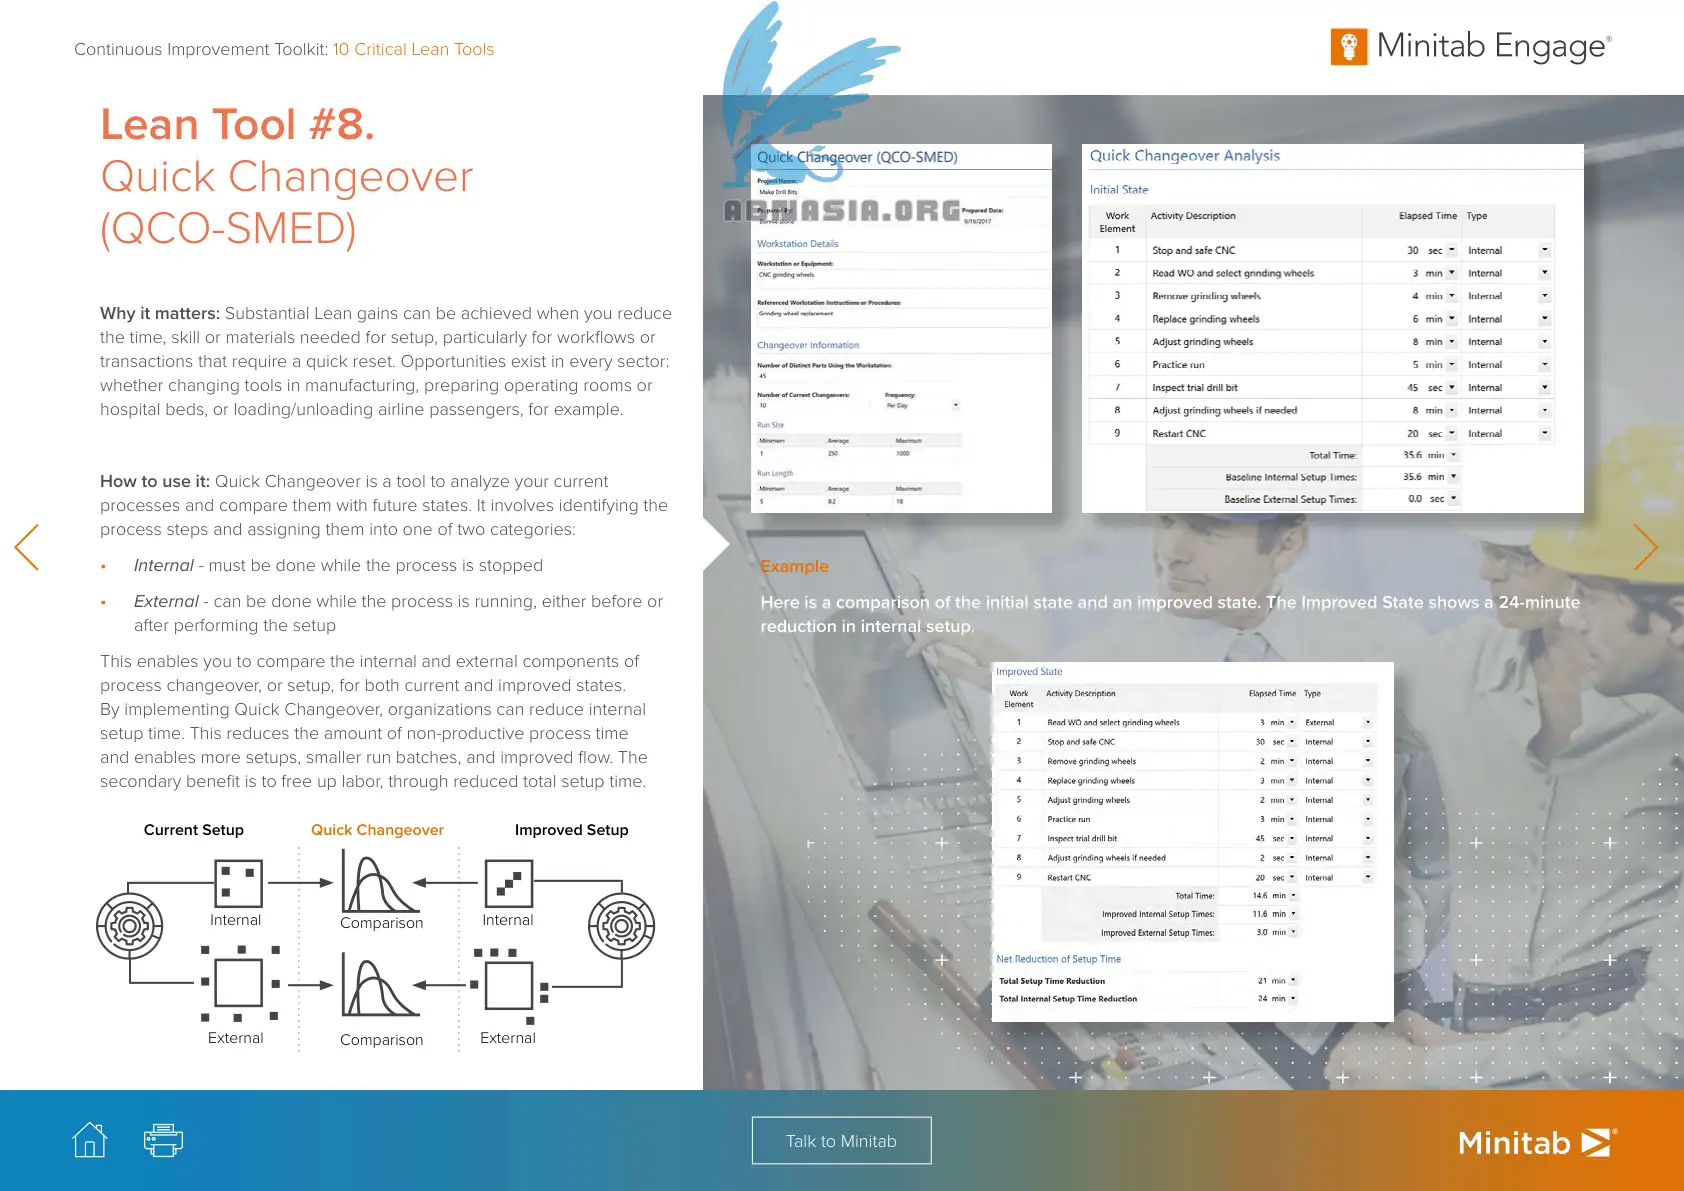 Continuous Improvement Toolkit: 10 Critical Lean Tools
Minitab Engage®
Lean Tool #8.
Quick Changeover
(QCO-SMED)
Why it matters: Substantial Lean gains can be achieved when you reduce
the time, skill or materials needed for setup, particularly for workflows or
transactions that require a quick reset. Opportunities exist in every sector:
whether changing tools in manufacturing, preparing operating rooms or
hospital beds, or loading/unloading airline passengers, for example.
How to use it: Quick Changeover is a tool to analyze your current
processes and compare them with future states. It involves identifying the
process steps and assigning them into one of two categories:
• Internal - must be done while the process is stopped
• External - can be done while the process is running, either before or
after performing the setup
This enables you to compare the internal and external components of
process changeover, or setup, for both current and improved states.
By implementing Quick Changeover, organizations can reduce internal
setup time. This reduces the amount of non-productive process time
and enables more setups, smaller run batches, and improved flow. The
secondary benefit is to free up labor, through reduced total setup time.
Current Setup Quick Changeover Improved Setup
Internal Comparison Internal
External Comparison External
Quick Changeover (QCO-SMED)
Project Name:
Make Drill Bits
Prepared By: Prepared Date:
Bonnie Stone 9/19/2017
ARMASIA.ORG
Workstation Details
Workstation or Equipment:
CNC grinding wheels
Referenced Workstation Instructions or Procedures:
Grinding wheel replacement
Changeover Information
Number of Distinct Parts Using the Workstation:
45
Number of Current Changeovers: Frequency:
10 Per Day
Run Size
Minimum Average Maximum
1 250 1000
Run Length
Minimum Average Maximum
5 8.2 18
Quick Changeover Analysis
Initial State
Work Element Activity Description Elapsed Time Type
1 Stop and safe CNC 30 sec Internal
2 Read WO and select grinding wheels 3 min Internal
3 Remove grinding wheels 4 min Internal
4 Replace grinding wheels 6 min Internal
5 Adjust grinding wheels 8 min Internal
6 Practice run 5 min Internal
7 Inspect trial drill bit 45 sec Internal
8 Adjust grinding wheels if needed 8 min Internal
9 Restart CNC 20 sec Internal
Total Time: 35.6 min
Baseline Internal Setup Times: 35.6 min
Baseline External Setup Times: 0.0 sec
Example
Here is a comparison of the initial state and an improved state. The Improved State shows a 24-minute
reduction in internal setup.
Improved State
Work Element Activity Description Elapsed Time Type
1 Read WO and select grinding wheels 3 min External
2 Stop and safe CNC 30 sec Internal
3 Remove grinding wheels 2 min Internal
4 Replace grinding wheels 3 min Internal
5 Adjust grinding wheels 2 min Internal
6 Practice run 3 min Internal
7 Inspect trial drill bit 45 sec Internal
8 Adjust grinding wheels if needed 2 sec Internal
9 Restart CNC 20 sec Internal
Total Time: 14.6 min
Improved Internal Setup Times: 11.6 min
Improved External Setup Times: 3.0 min
Net Reduction of Setup Time
Total Setup Time Reduction 21 min
Total Internal Setup Time Reduction 24 min
Talk to Minitab
Minitab®